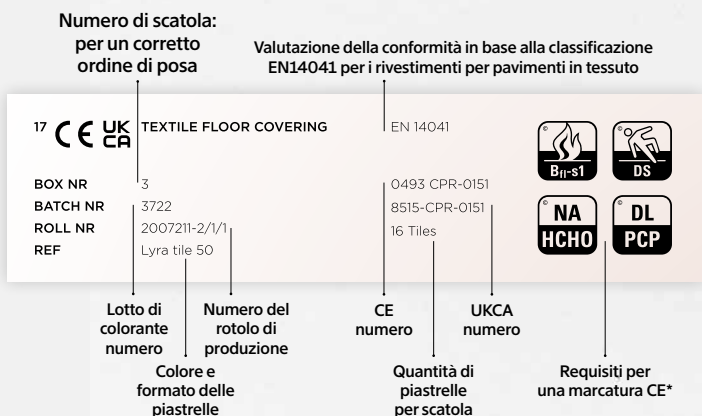 Numero di scatola:
per un corretto
ordine di posa
Valutazione della conformità in base alla classificazione
EN14041 per i rivestimenti per pavimenti in tessuto
17 CE UK CA TEXTILE FLOOR COVERING EN 14041
BOX NR 3 0493 CPR-0151
BATCH NR 3722 8515-CPR-0151
ROLL NR 2007211-2/1/1 16 Tiles
REF Lyra tile 50
© Bfl-s1
© DS
© NA
HCHO
© DL
PCP
Lotto di
colorante
numero
Numero del
rotolo di
produzione
CE
numero
UKCA
numero
Colore e
formato delle
piastrelle
Quantità di
piastrelle
per scatola
Requisiti per
una marcatura CE*